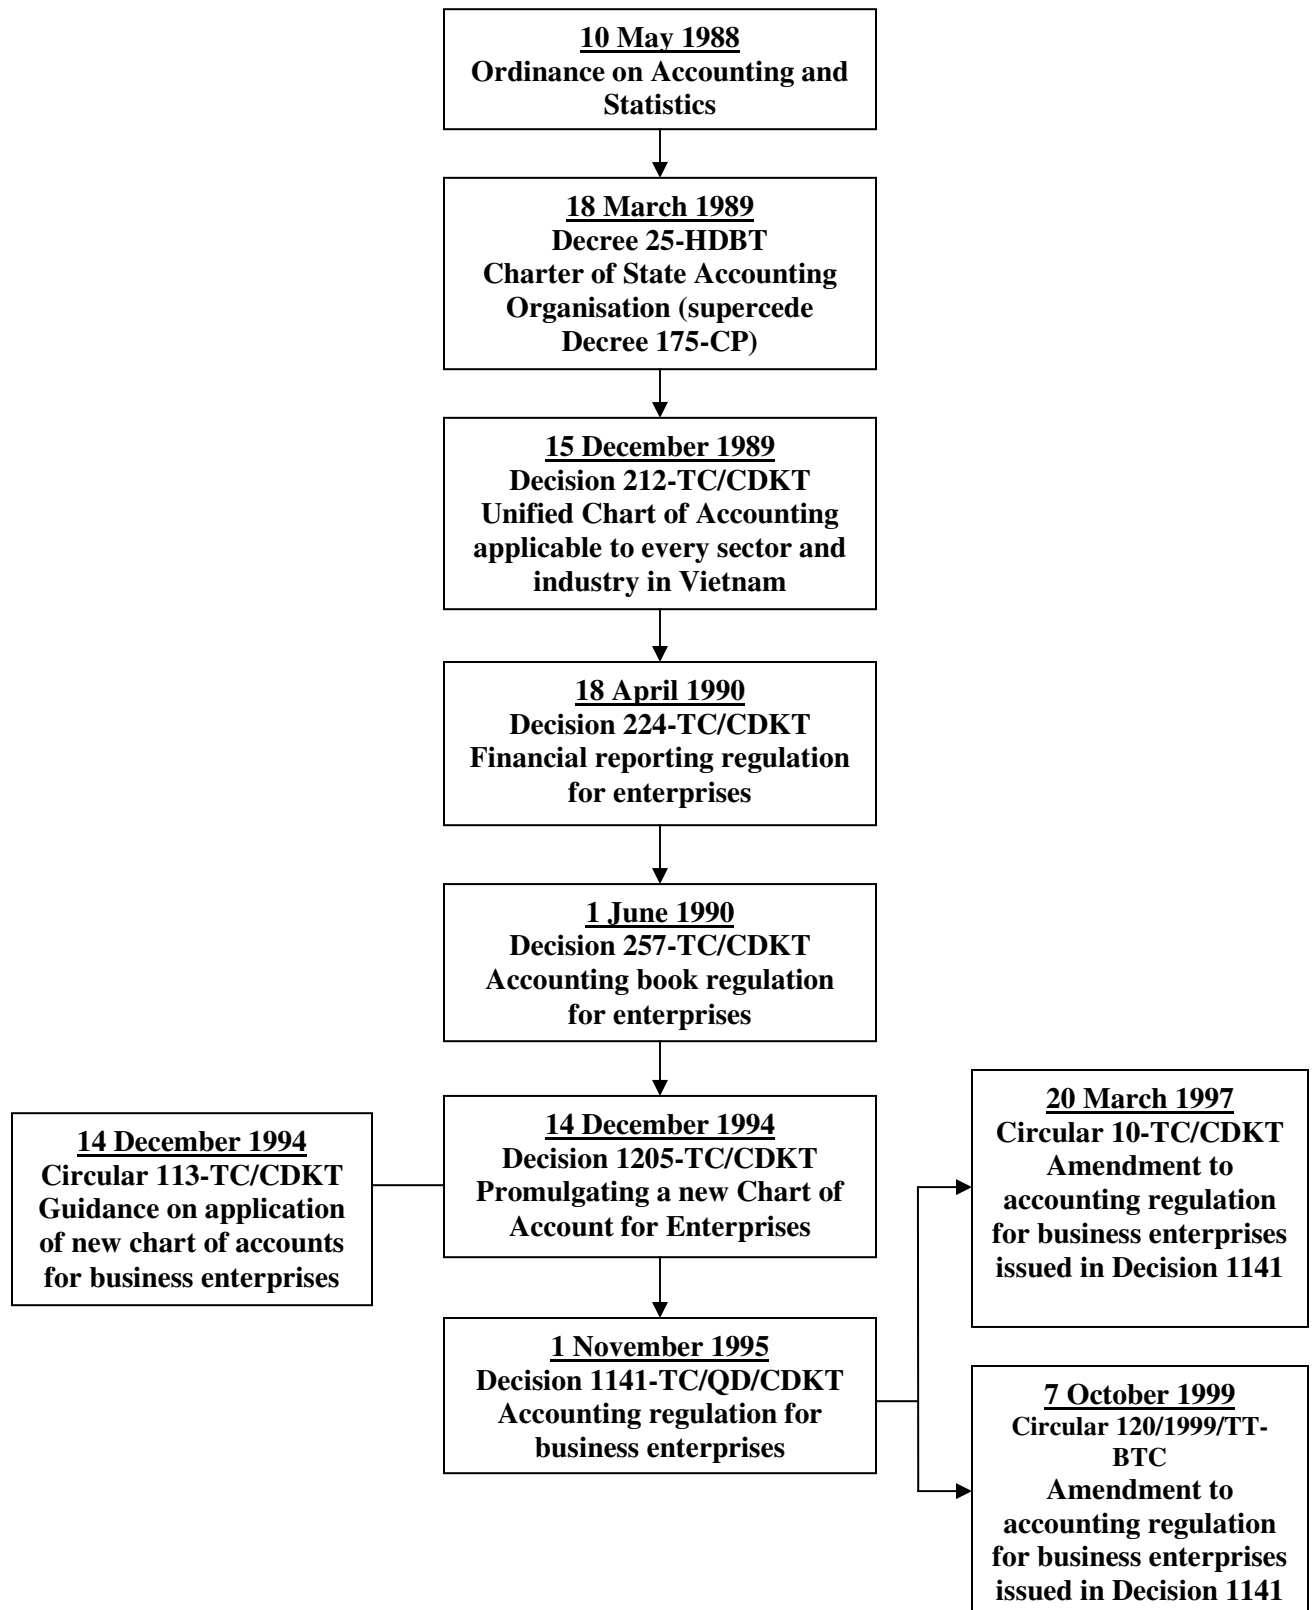 10 May 1988
Ordinance on Accounting and
Statistics
18 March 1989
Decree 25-HDBT
Charter of State Accounting
Organisation (supercede
Decree 175-CP)
15 December 1989
Decision 212-TC/CDKT
Unified Chart of Accounting
applicable to every sector and
industry in Vietnam
18 April 1990
Decision 224-TC/CDKT
Financial reporting regulation
for enterprises
1 June 1990
Decision 257-TC/CDKT
Accounting book regulation
for enterprises
14 December 1994
Circular 113-TC/CDKT
Guidance on application
of new chart of accounts
for business enterprises
14 December 1994
Decision 1205-TC/CDKT
Promulgating a new Chart of
Account for Enterprises
20 March 1997
Circular 10-TC/CDKT
Amendment to
accounting regulation
for business enterprises
issued in Decision 1141
1 November 1995
Decision 1141-TC/QD/CDKT
Accounting regulation for
business enterprises
7 October 1999
Circular 120/1999/TT-
BTC
Amendment to
accounting regulation
for business enterprises
issued in Decision 1141